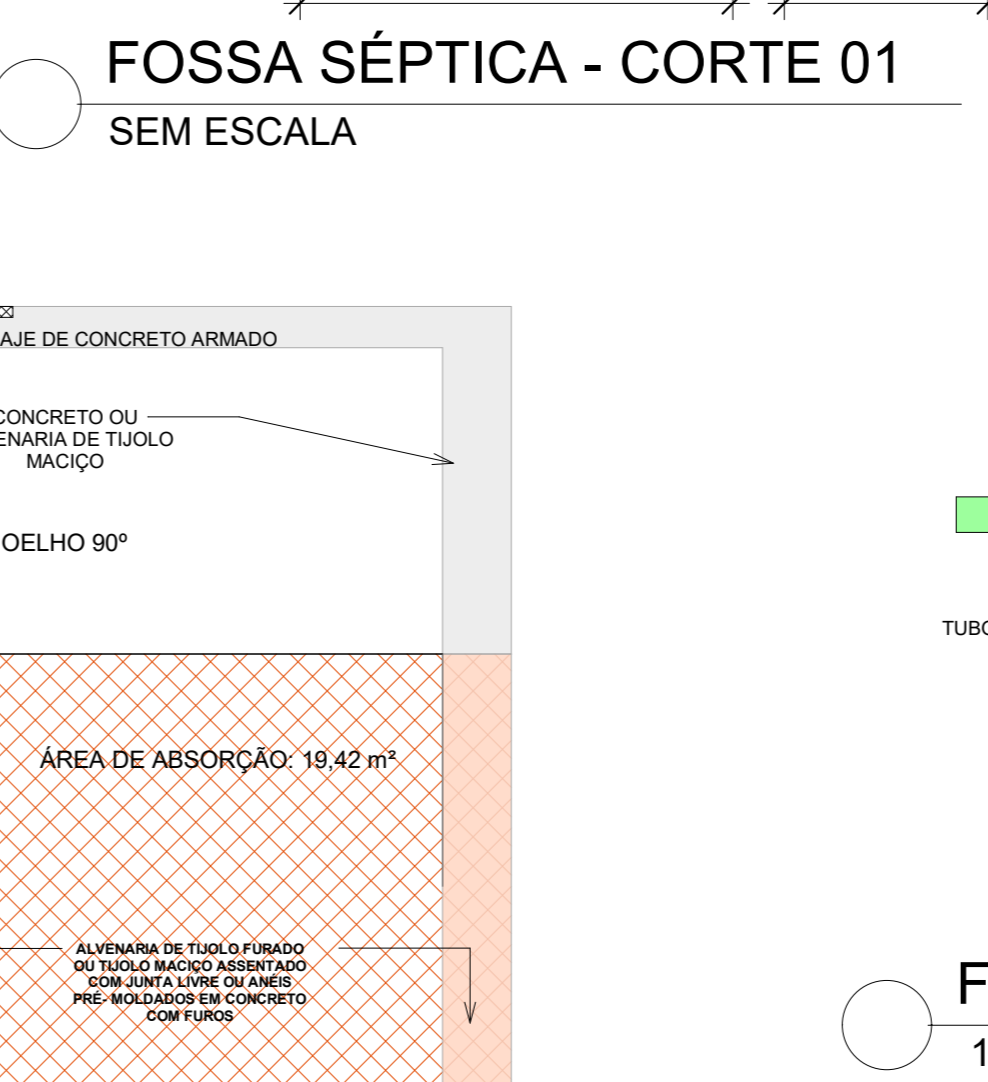 FOSSA SÉPTICA - CORTE 01
SEM ESCALA
AJE DE CONCRETO ARMADO
CONCRETO OU
ENARIA DE TIJOLO
MACIÇO
OELHO 90º
TUBO
ÁREA DE ABSORÇÃO: 19,42 m²
ALVENARIA DE TIJOLO FURADO
OU TIJOLO MACIÇO ASSENTADO
COM JUNTA LIVRE OU ANÉIS
PRÉ- MOLDADOS EM CONCRETO
COM FUROS
F
1